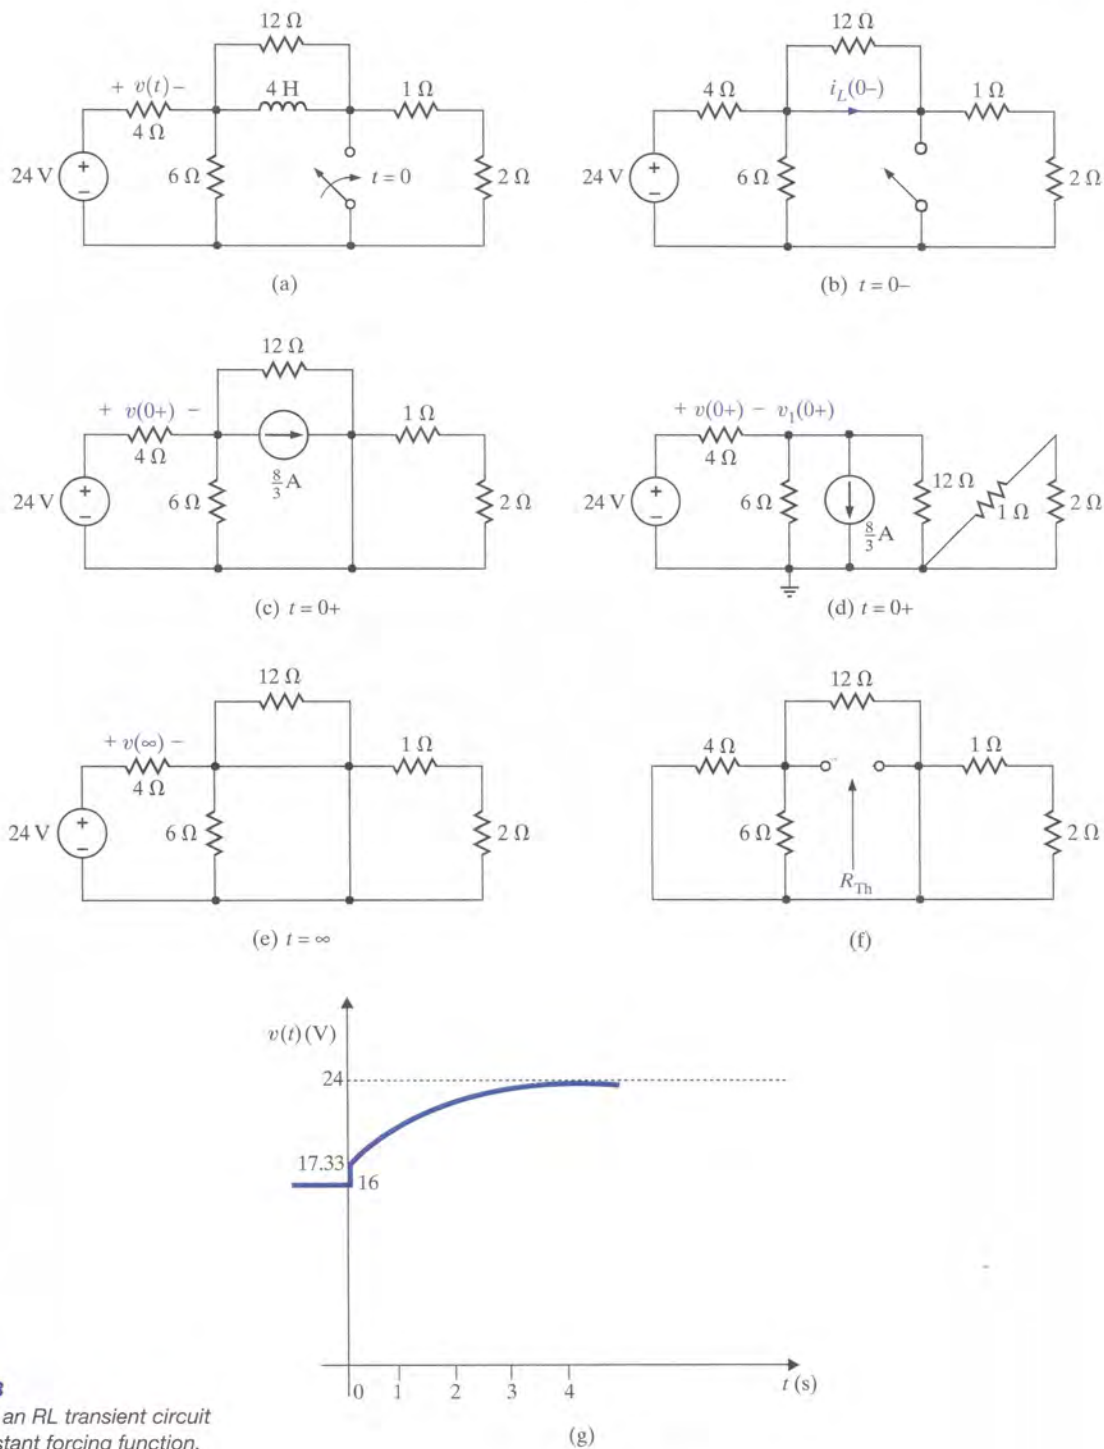 12 Ω
12 Ω
+ v(t) −
4 H
1 Ω
4 Ω
i_L(0−)
1 Ω
4 Ω
24 V
+
−
6 Ω
t = 0
2 Ω
24 V
+
−
6 Ω
2 Ω
(a)
(b) t = 0−
12 Ω
+ v(0+) −
1 Ω
+ v(0+) − v₁(0+)
4 Ω
4 Ω
24 V
+
−
6 Ω
8/3 A
2 Ω
24 V
+
−
6 Ω
8/3 A
12 Ω
1 Ω
2 Ω
(c) t = 0+
(d) t = 0+
12 Ω
12 Ω
+ v(∞) −
1 Ω
4 Ω
1 Ω
4 Ω
24 V
+
−
6 Ω
2 Ω
6 Ω
R_Th
2 Ω
(e) t = ∞
(f)
v(t) (V)
24
17.33
16
0 1 2 3 4
t (s)
(g)
an RL transient circuit
stant forcing function.